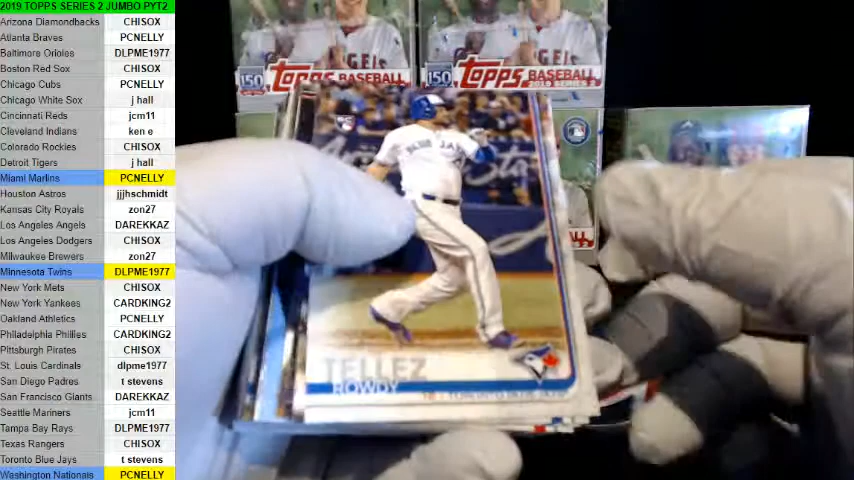 2019 TOPPS SERIES 2 JUMBO PYT2
Arizona Diamondbacks CHISOX
Atlanta Braves PCNELLY
Baltimore Orioles DLPME1977
Boston Red Sox CHISOX
Chicago Cubs PCNELLY
Chicago White Sox j hall
Cincinnati Reds jcm11
Cleveland Indians ken e
Colorado Rockies CHISOX
Detroit Tigers j hall
Miami Marlins PCNELLY
Houston Astros jjjhschmidt
Kansas City Royals zon27
Los Angeles Angels DAREKKAZ
Los Angeles Dodgers CHISOX
Milwaukee Brewers zon27
Minnesota Twins DLPME1977
New York Mets CHISOX
New York Yankees CARDKING2
Oakland Athletics PCNELLY
Philadelphia Phillies CARDKING2
Pittsburgh Pirates CHISOX
St. Louis Cardinals dlpme1977
San Diego Padres t stevens
San Francisco Giants DAREKKAZ
Seattle Mariners jcm11
Tampa Bay Rays DLPME1977
Texas Rangers CHISOX
Toronto Blue Jays t stevens
Washington Nationals PCNELLY
150 TOPPS BASEBALL
150 TOPPS BASEBALL
2019 SERIES 2
TELLEZ
ROWDY